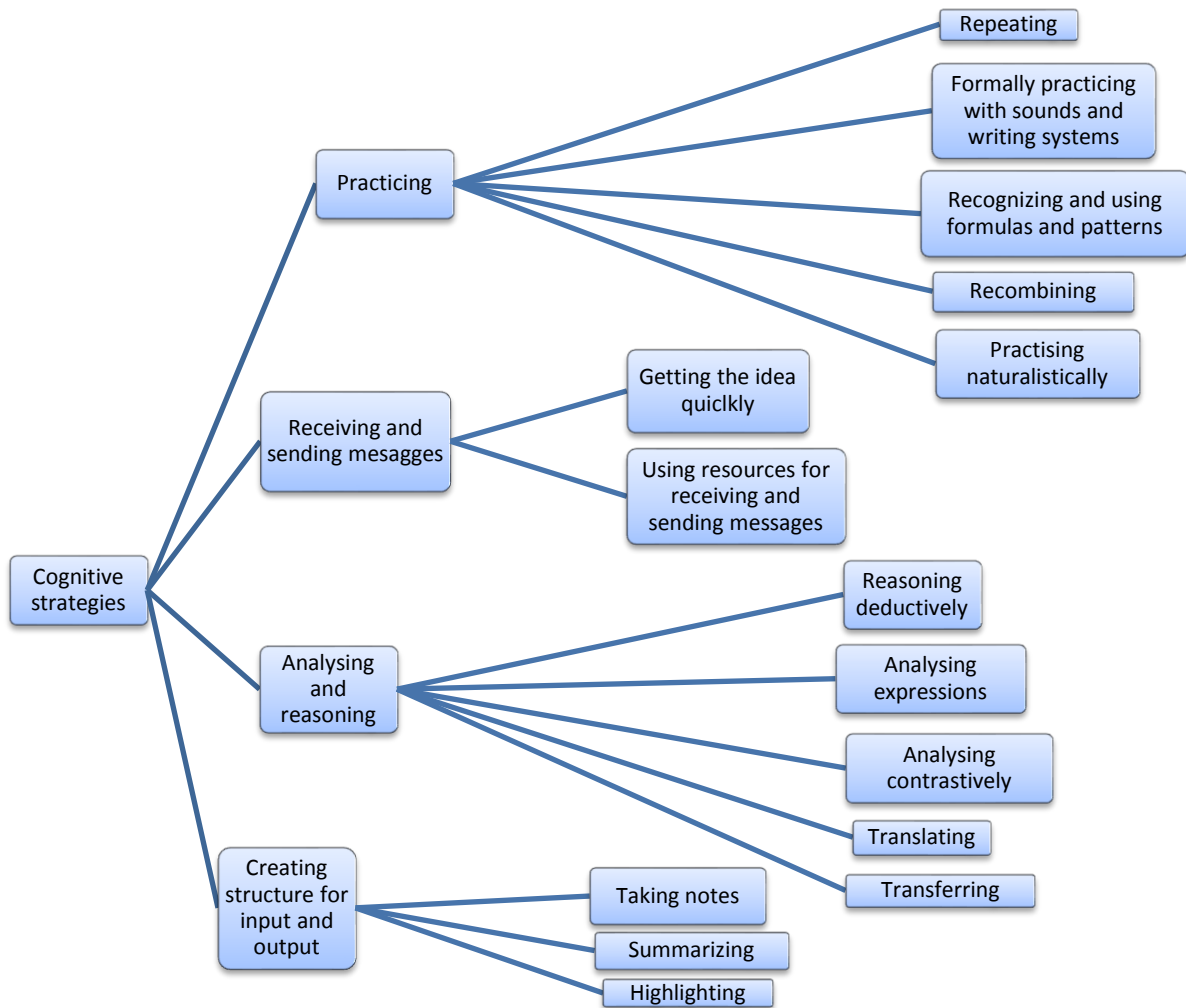 Cognitive
strategies
Practicing
Repeating
Formally practicing
with sounds and
writing systems
Recognizing and using
formulas and patterns
Recombining
Practising
naturalistically
Receiving and
sending mesagges
Getting the idea
quiclkly
Using resources for
receiving and
sending messages
Analysing
and
reasoning
Reasoning
deductively
Analysing
expressions
Analysing
contrastively
Translating
Transferring
Creating
structure for
input and
output
Taking notes
Summarizing
Highlighting